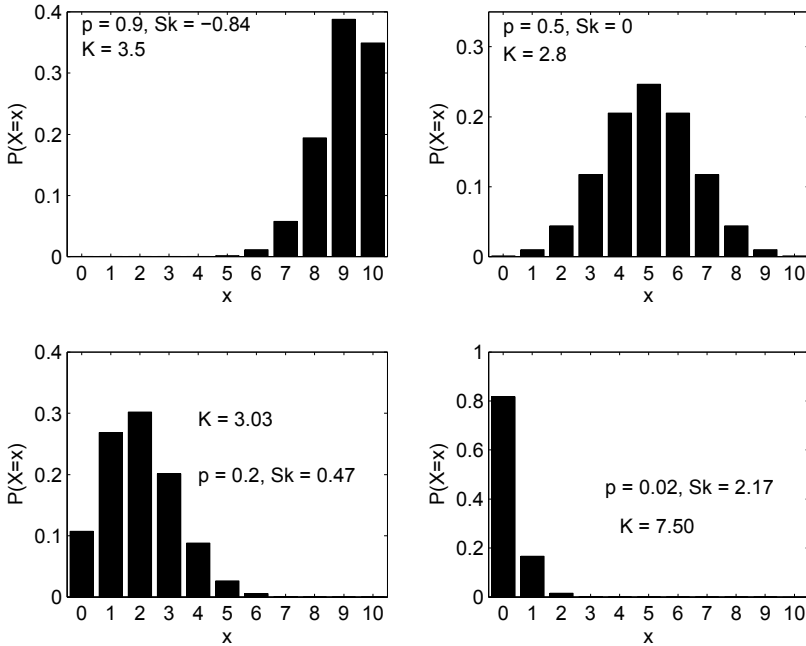 p = 0.9, Sk = −0.84
K = 3.5
P(X=x)
0.4
0.3
0.2
0.1
0
0 1 2 3 4 5 6 7 8 9 10
x
p = 0.5, Sk = 0
K = 2.8
P(X=x)
0.3
0.2
0.1
0
0 1 2 3 4 5 6 7 8 9 10
x
K = 3.03
p = 0.2, Sk = 0.47
P(X=x)
0.4
0.3
0.2
0.1
0
0 1 2 3 4 5 6 7 8 9 10
x
p = 0.02, Sk = 2.17
K = 7.50
P(X=x)
1
0.8
0.6
0.4
0.2
0
0 1 2 3 4 5 6 7 8 9 10
x